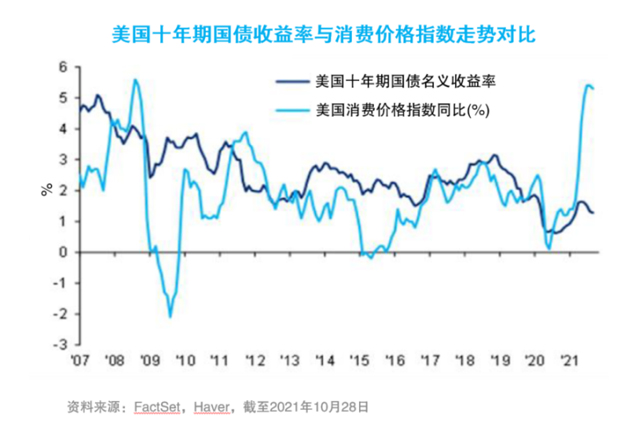 美国十年期国债收益率与消费价格指数走势对比
美国十年期国债名义收益率
美国消费价格指数同比(%)
%
6
5
4
3
2
1
0
-1
-2
-3
'07 '08 '09 '10 '11 '12 '13 '14 '15 '16 '17 '18 '19 '20 '21
资料来源：FactSet，Haver，截至2021年10月28日